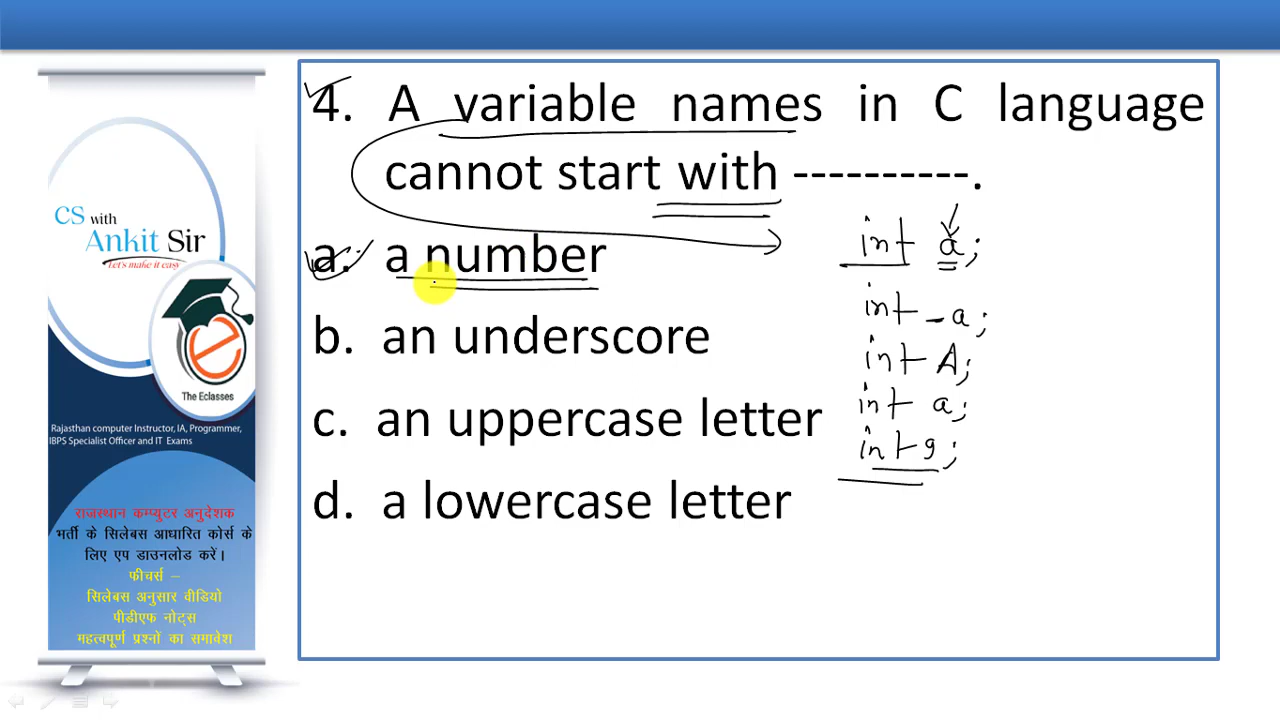 4. A variable names in C language
cannot start with ----------.
a. a number
b. an underscore
c. an uppercase letter
d. a lowercase letter
int a;
int _a;
int A;
int a;
int 9;
CS with
Ankit Sir
Let's make it easy
The Eclasses
Rajasthan computer Instructor, IA, Programmer,
IBPS Specialist Officer and IT Exams
राजस्थान कम्प्युटर अनुदेशक
भर्ती के सिलेबस आधारित कोर्स के
लिए एप डाउनलोड करें।
फीचर्स –
सिलेबस अनुसार वीडियो
पीडीएफ नोट्स
महत्वपूर्ण प्रश्नों का समावेश